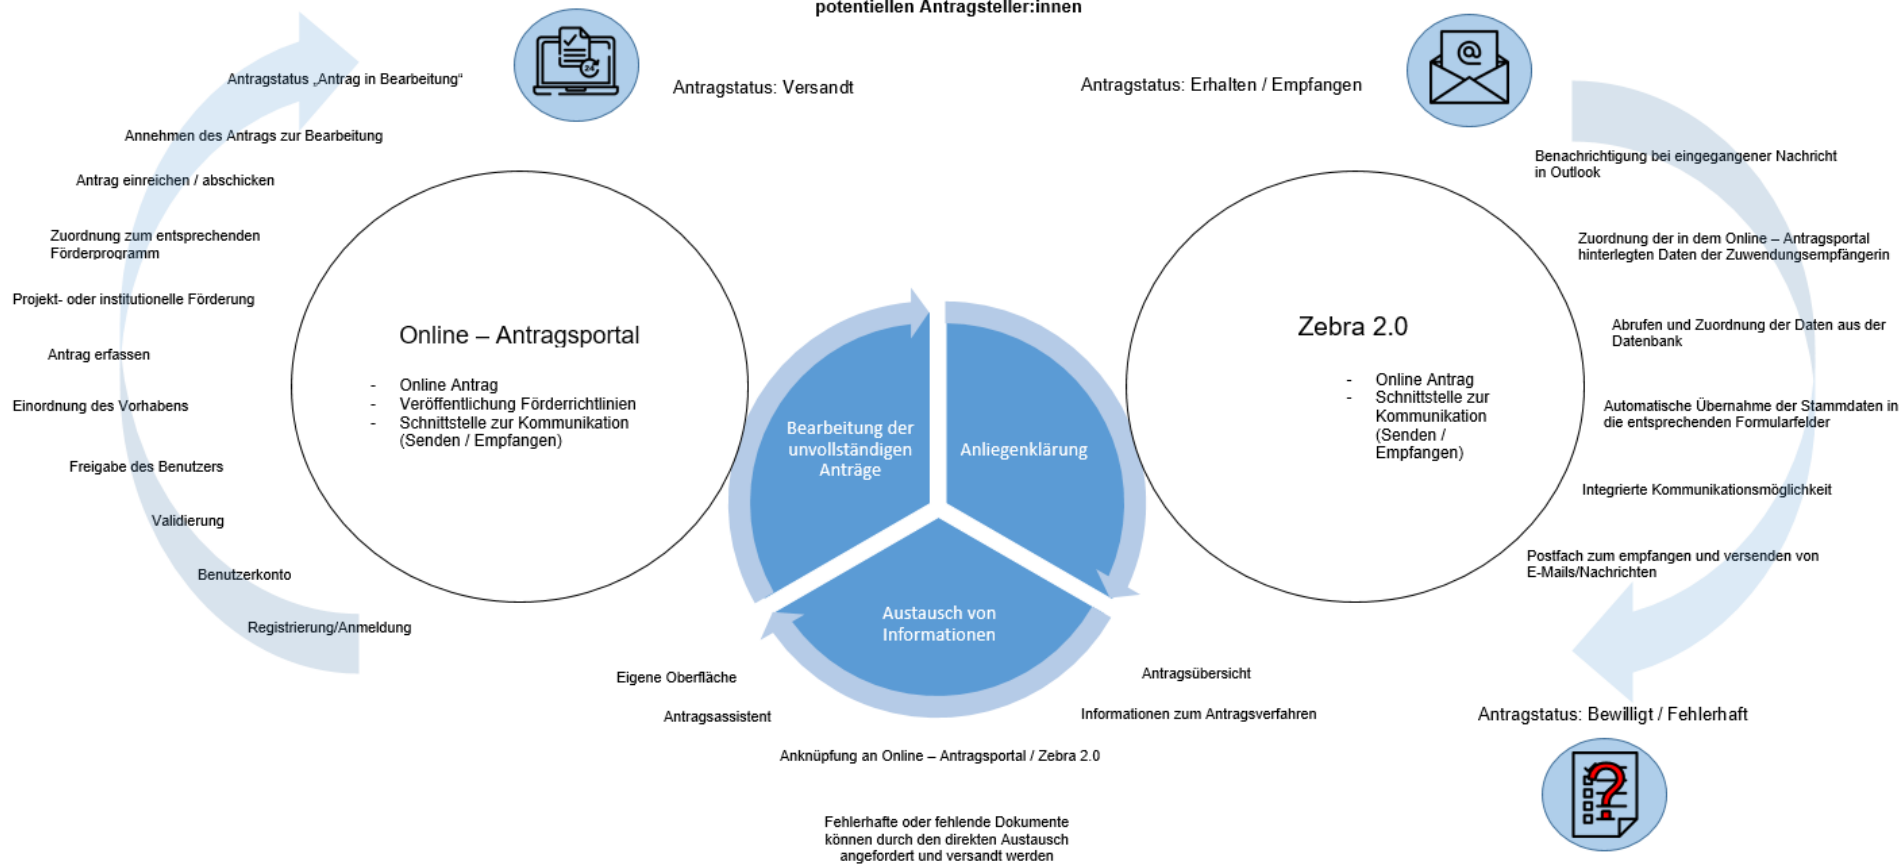 potentiellen Antragsteller:innen
Antragstatus „Antrag in Bearbeitung“
Annehmen des Antrags zur Bearbeitung
Antrag einreichen / abschicken
Zuordnung zum entsprechenden
Förderprogramm
Projekt- oder institutionelle Förderung
Antrag erfassen
Einordnung des Vorhabens
Freigabe des Benutzers
Validierung
Benutzerkonto
Registrierung/Anmeldung
24
Antragstatus: Versandt
Online – Antragsportal
- Online Antrag
- Veröffentlichung Förderrichtlinien
- Schnittstelle zur Kommunikation
(Senden / Empfangen)
Bearbeitung der
unvollständigen
Anträge
Anliegenklärung
Austausch von
Informationen
Eigene Oberfläche
Antragsassistent
Antragsübersicht
Informationen zum Antragsverfahren
Anknüpfung an Online – Antragsportal / Zebra 2.0
Fehlerhafte oder fehlende Dokumente
können durch den direkten Austausch
angefordert und versandt werden
Antragstatus: Erhalten / Empfangen
@
Zebra 2.0
- Online Antrag
- Schnittstelle zur
Kommunikation
(Senden /
Empfangen)
Benachrichtigung bei eingegangener Nachricht
in Outlook
Zuordnung der in dem Online – Antragsportal
hinterlegten Daten der Zuwendungsempfängerin
Abrufen und Zuordnung der Daten aus der
Datenbank
Automatische Übernahme der Stammdaten in
die entsprechenden Formularfelder
Integrierte Kommunikationsmöglichkeit
Postfach zum empfangen und versenden von
E-Mails/Nachrichten
Antragstatus: Bewilligt / Fehlerhaft
?